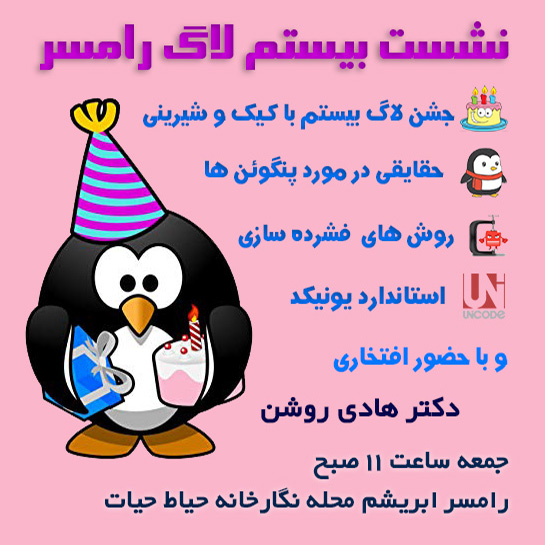 نشست بیستم لاگ رامسر
جشن لاگ بیستم با کیک و شیرینی
حقایقی در مورد پنگوئن ها
روش های فشرده سازی
استاندارد یونیکد
UNI
UNICODE
و با حضور افتخاری
دکتر هادی روشن
جمعه ساعت ۱۱ صبح
رامسر ابریشم محله نگارخانه حیاط حیات